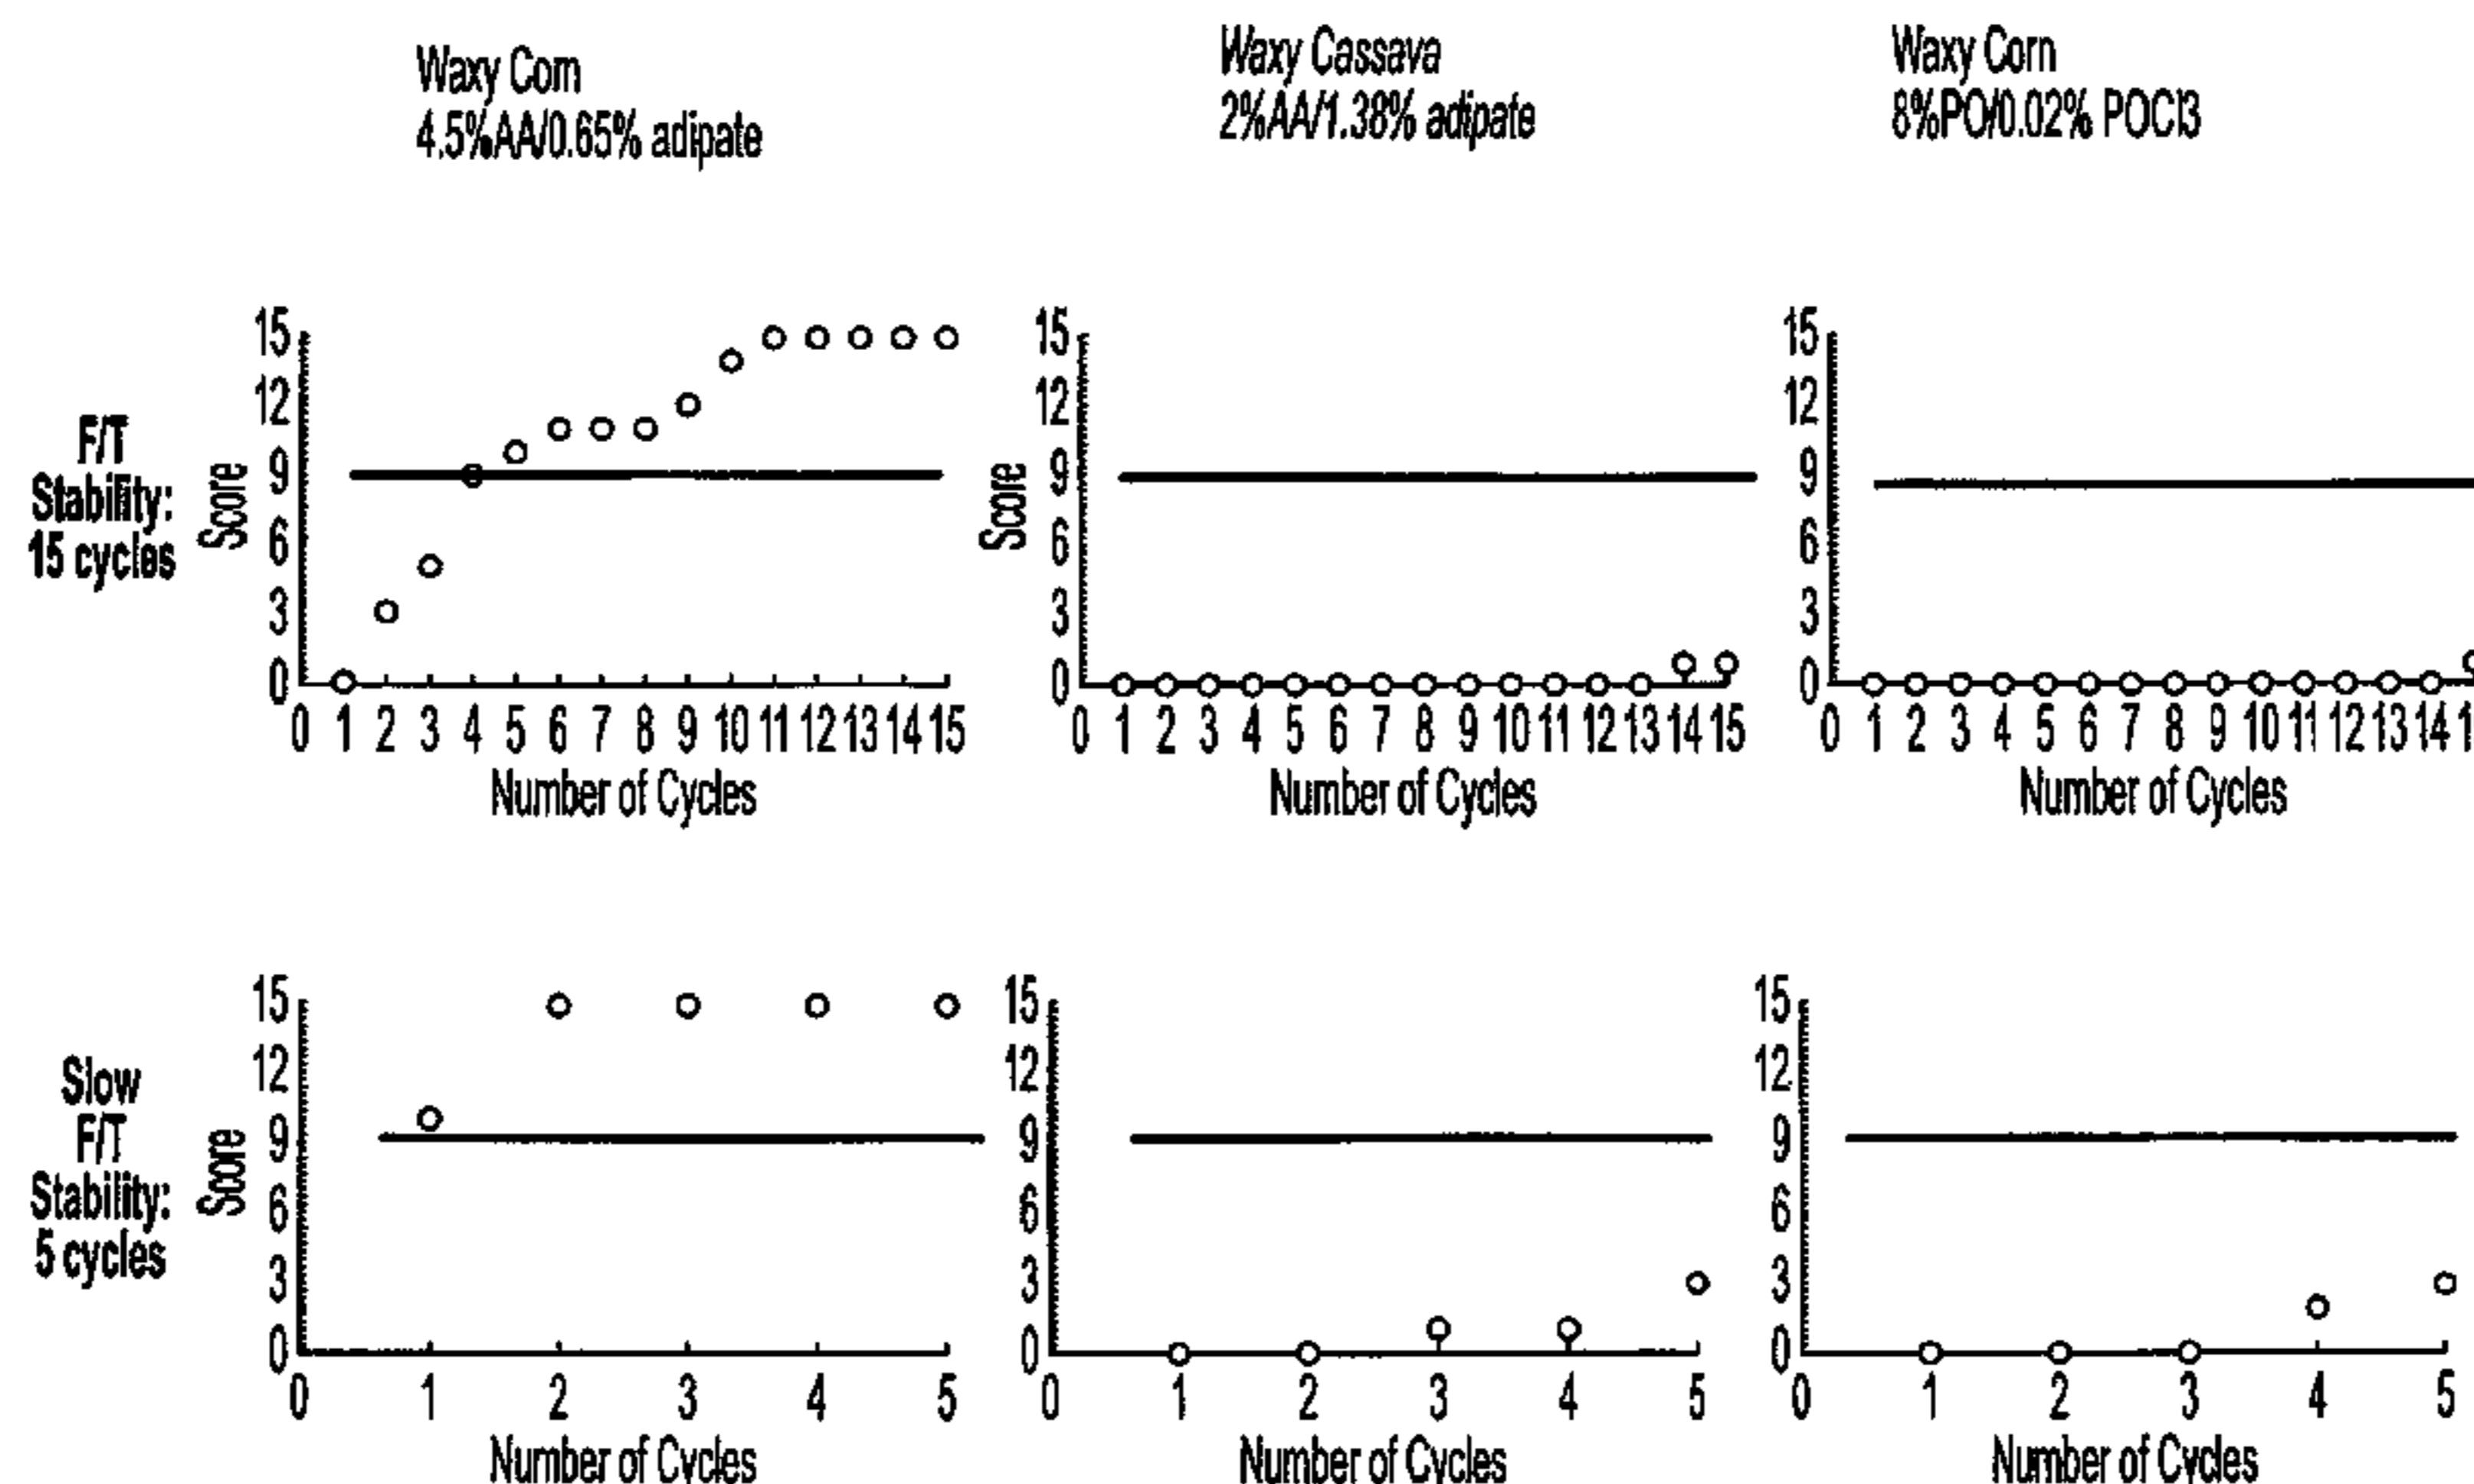 Waxy Corn
4.5%AA/0.65% adipate
Waxy Cassava
2%AA/1.38% adipate
Waxy Corn
8%PO/0.02% POCl3
F/T
Stability:
15 cycles
Score
15
12
9
6
3
0
0 1 2 3 4 5 6 7 8 9 10 11 12 13 14 15
Number of Cycles
Score
15
12
9
6
3
0
0 1 2 3 4 5 6 7 8 9 10 11 12 13 14 15
Number of Cycles
15
12
9
6
3
0
0 1 2 3 4 5 6 7 8 9 10 11 12 13 14
Number of Cycles
Slow
F/T
Stability:
5 cycles
Score
15
12
9
6
3
0
0 1 2 3 4 5
Number of Cycles
15
12
9
6
3
0
0 1 2 3 4 5
Number of Cycles
15
12
9
6
3
0
0 1 2 3 4 5
Number of Cycles